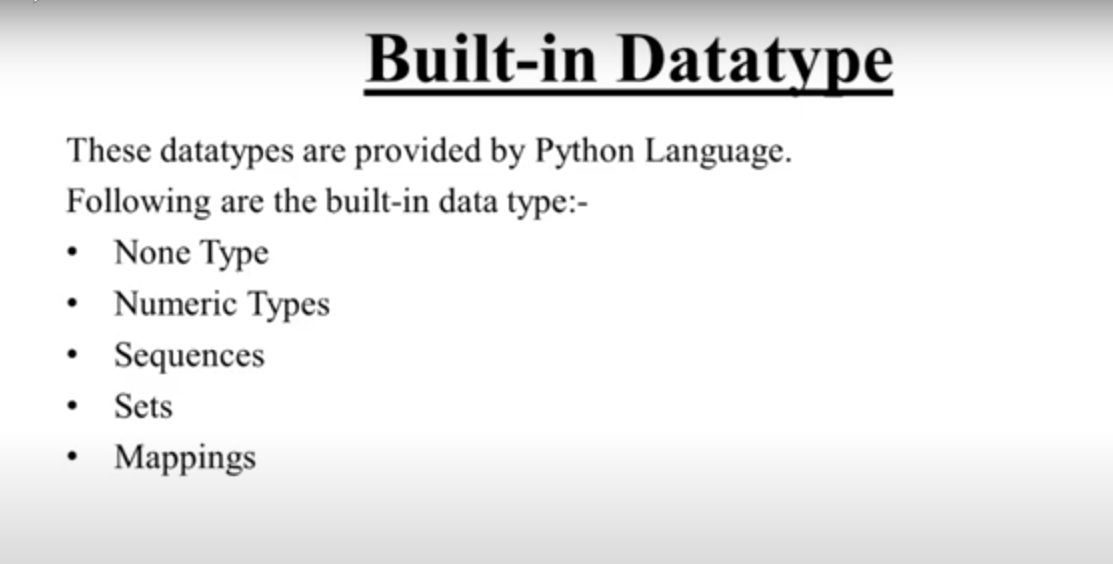 Built-in Datatype
These datatypes are provided by Python Language.
Following are the built-in data type:-
• None Type
• Numeric Types
• Sequences
• Sets
• Mappings